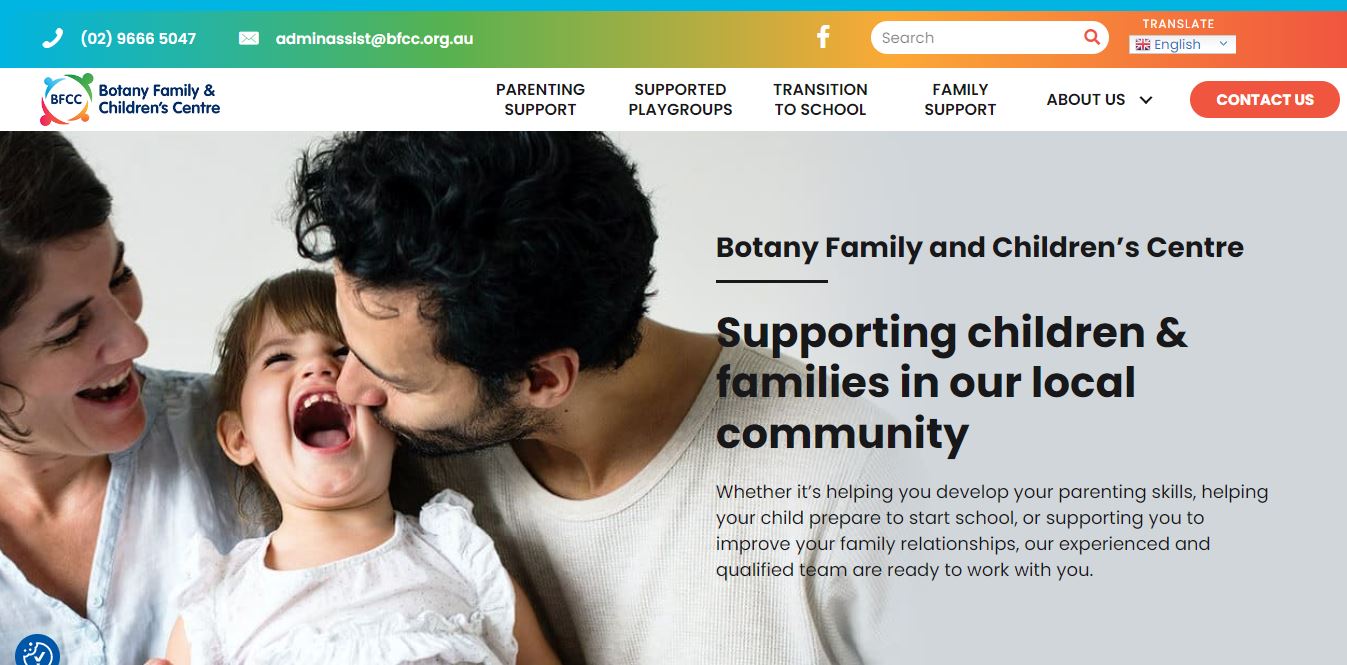 (02) 9666 5047
adminassist@bfcc.org.au
Search
TRANSLATE
English
BFCC
Botany Family &
Children's Centre
PARENTING
SUPPORT
SUPPORTED
PLAYGROUPS
TRANSITION
TO SCHOOL
FAMILY
SUPPORT
ABOUT US
CONTACT US
Botany Family and Children’s Centre
Supporting children &
families in our local
community
Whether it’s helping you develop your parenting skills, helping
your child prepare to start school, or supporting you to
improve your family relationships, our experienced and
qualified team are ready to work with you.